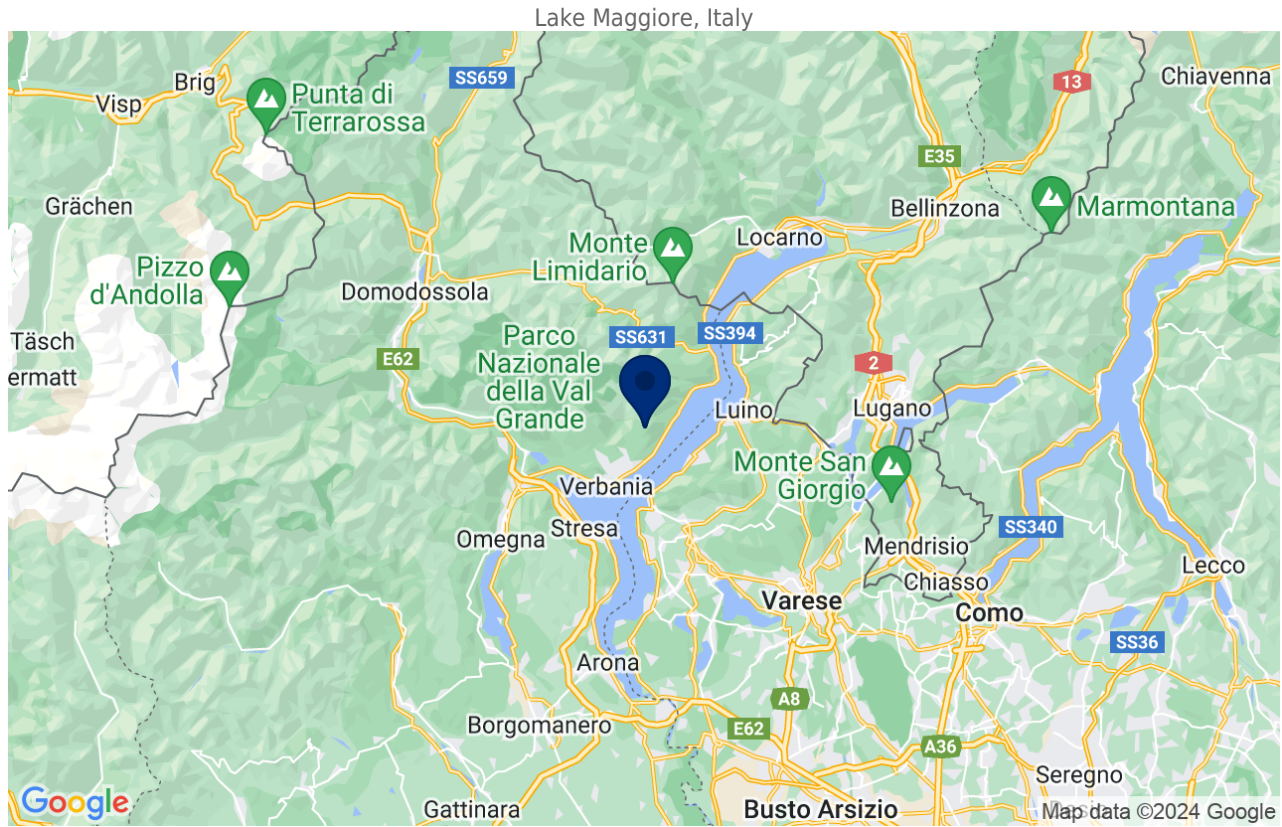 Lake Maggiore, Italy
SS659
13
Chiavenna
Brig
Visp
Punta di
Terrarossa
E35
Grächen
Bellinzona
Marmontana
Locarno
Monte
Limidario
Pizzo
d'Andolla
Domodossola
SS631
SS394
Täsch
ermatt
E62
Parco
Nazionale
della Val
Grande
2
Luino
Lugano
Monte San
Giorgio
Verbania
Stresa
Omegna
SS340
Mendrisio
Chiasso
Lecco
Varese
Como
SS36
Arona
A8
Borgomanero
E62
A36
Seregno
Google
Gattinara
Busto Arsizio
Map data ©2024 Google